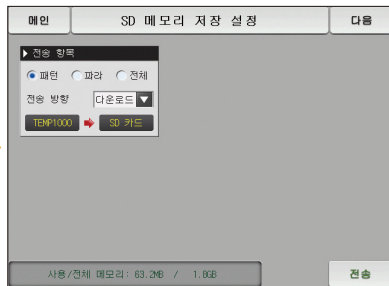 메인 SD 메모리 저장 설정 다음
▶ 전송 항목
패턴 파라 전체
전송 방향 다운로드
TEMP1000 SD 카드
사용/전체 메모리: 63.2MB / 1.8GB
전송